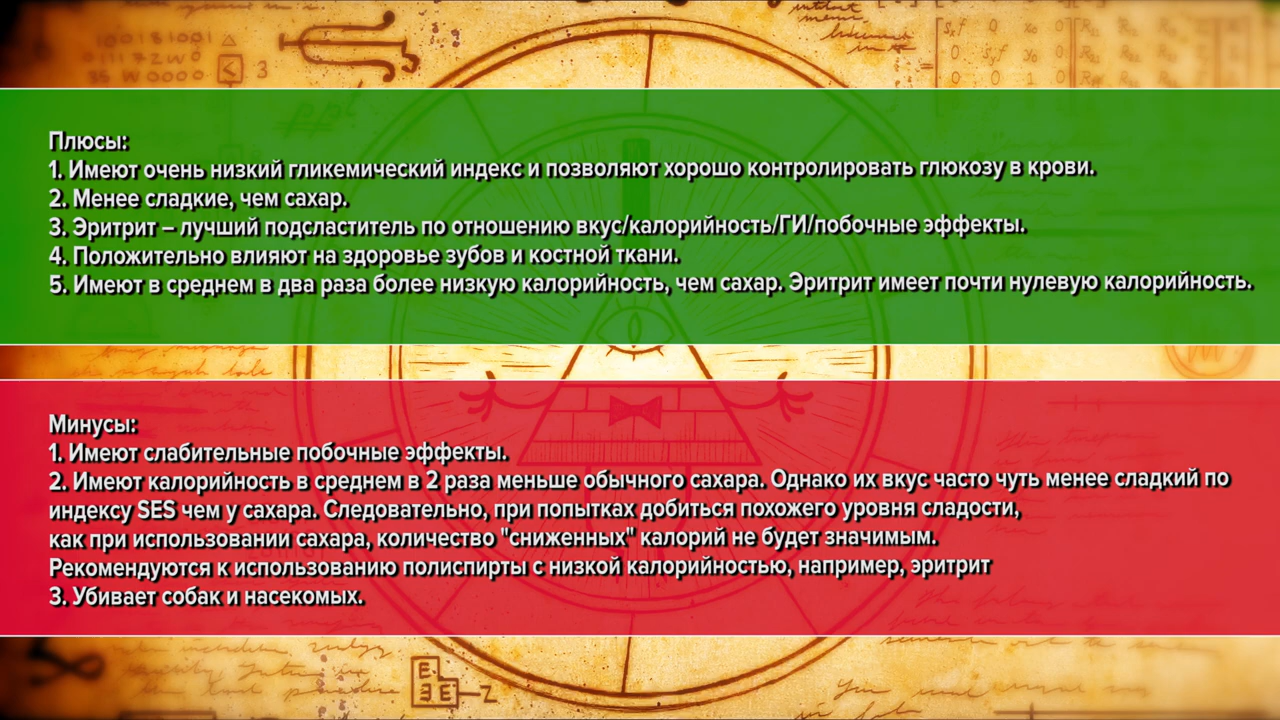 100181001
01172W00
35 W0000
< 3
Плюсы:
1. Имеют очень низкий гликемический индекс и позволяют хорошо контролировать глюкозу в крови.
2. Менее сладкие, чем сахар.
3. Эритрит – лучший подсластитель по отношению вкус/калорийность/ГИ/побочные эффекты.
4. Положительно влияют на здоровье зубов и костной ткани.
5. Имеют в среднем в два раза более низкую калорийность, чем сахар. Эритрит имеет почти нулевую калорийность.
Минусы:
1. Имеют слабительные побочные эффекты.
2. Имеют калорийность в среднем в 2 раза меньше обычного сахара. Однако их вкус часто чуть менее сладкий по
индексу SES чем у сахара. Следовательно, при попытках добиться похожего уровня сладости,
как при использовании сахара, количество "сниженных" калорий не будет значимым.
Рекомендуются к использованию полиспирты с низкой калорийностью, например, эритрит
3. Убивает собак и насекомых.